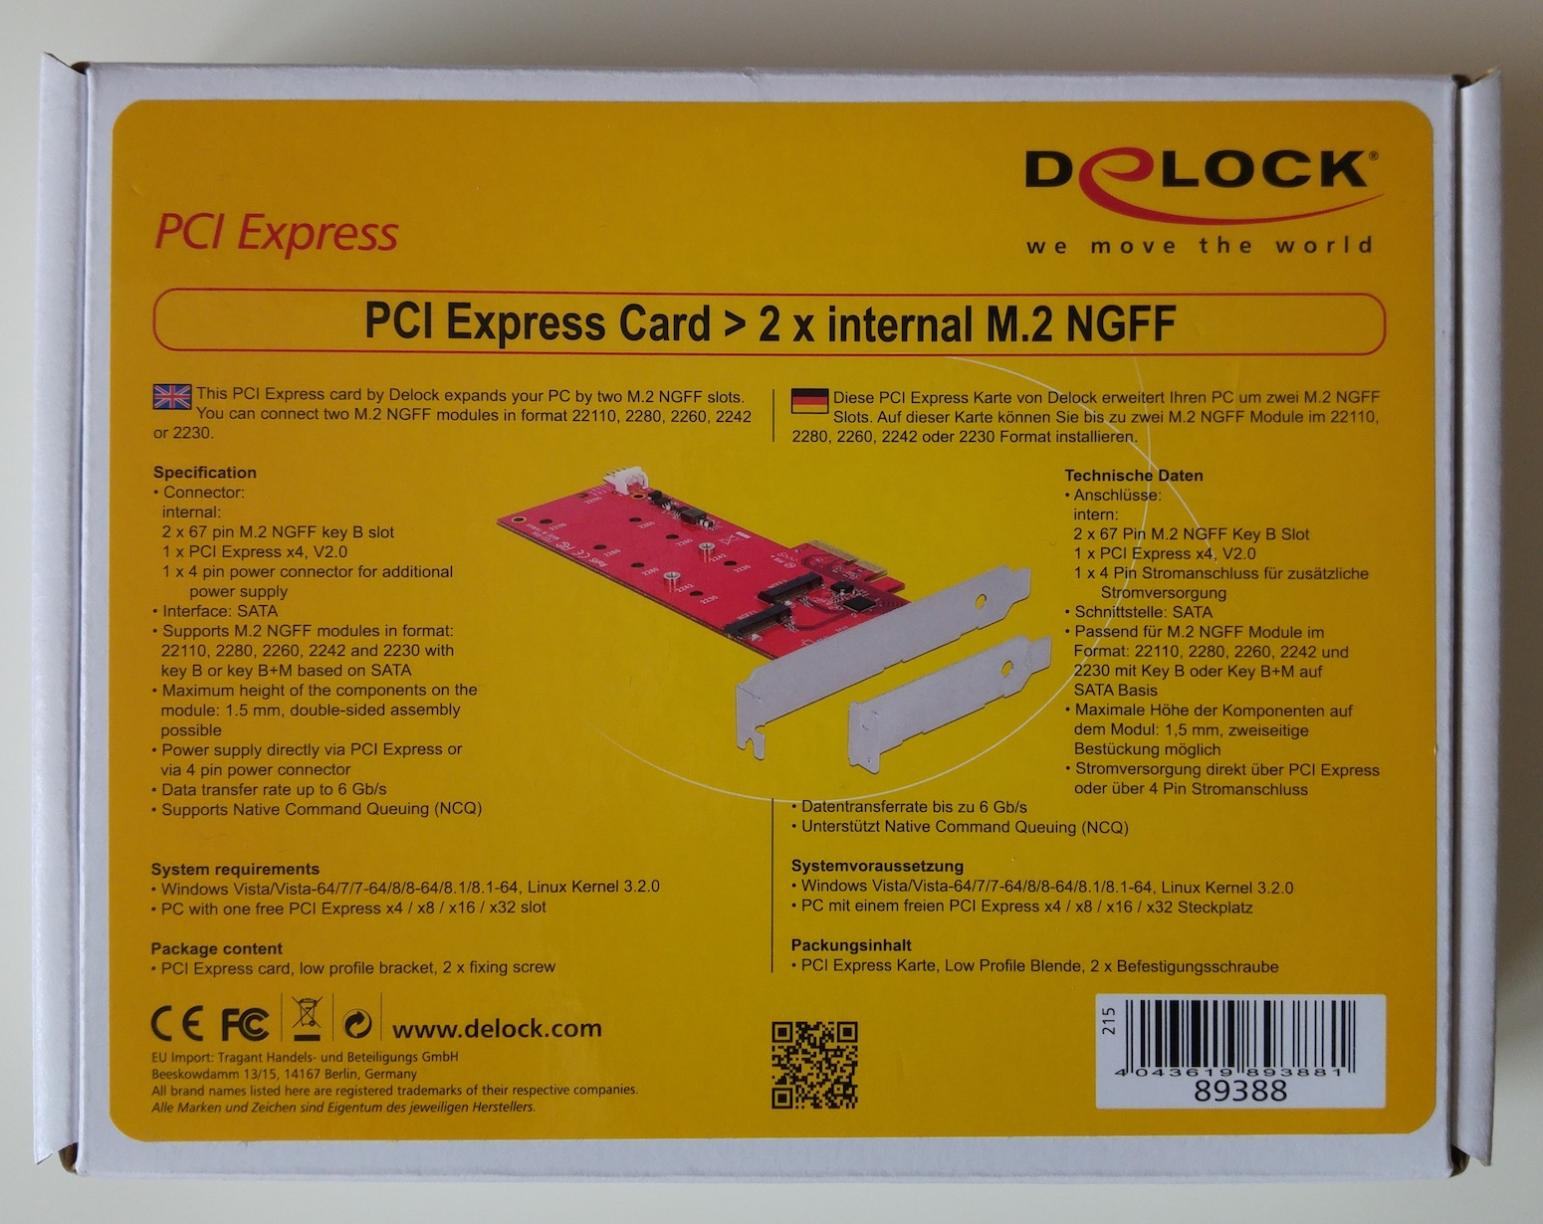 DeLOCK®
we move the world
PCI Express
PCI Express Card > 2 x internal M.2 NGFF
This PCI Express card by Delock expands your PC by two M.2 NGFF slots.
You can connect two M.2 NGFF modules in format 22110, 2280, 2260, 2242
or 2230.
Specification
• Connector:
internal:
2 x 67 pin M.2 NGFF key B slot
1 x PCI Express x4, V2.0
1 x 4 pin power connector for additional
power supply
• Interface: SATA
• Supports M.2 NGFF modules in format:
22110, 2280, 2260, 2242 and 2230 with
key B or key B+M based on SATA
• Maximum height of the components on the
module: 1.5 mm, double-sided assembly
possible
• Power supply directly via PCI Express or
via 4 pin power connector
• Data transfer rate up to 6 Gb/s
• Supports Native Command Queuing (NCQ)
System requirements
• Windows Vista/Vista-64/7/7-64/8/8-64/8.1/8.1-64, Linux Kernel 3.2.0
• PC with one free PCI Express x4 / x8 / x16 / x32 slot
Package content
• PCI Express card, low profile bracket, 2 x fixing screw
Diese PCI Express Karte von Delock erweitert Ihren PC um zwei M.2 NGFF
Slots. Auf dieser Karte können Sie bis zu zwei M.2 NGFF Module im 22110,
2280, 2260, 2242 oder 2230 Format installieren.
Technische Daten
• Anschlüsse:
intern:
2 x 67 Pin M.2 NGFF Key B Slot
1 x PCI Express x4, V2.0
1 x 4 Pin Stromanschluss für zusätzliche
Stromversorgung
• Schnittstelle: SATA
• Passend für M.2 NGFF Module im
Format: 22110, 2280, 2260, 2242 und
2230 mit Key B oder Key B+M auf
SATA Basis
• Maximale Höhe der Komponenten auf
dem Modul: 1,5 mm, zweiseitige
Bestückung möglich
• Stromversorgung direkt über PCI Express
oder über 4 Pin Stromanschluss
• Datentransferrate bis zu 6 Gb/s
• Unterstützt Native Command Queuing (NCQ)
Systemvoraussetzung
• Windows Vista/Vista-64/7/7-64/8/8-64/8.1/8.1-64, Linux Kernel 3.2.0
• PC mit einem freien PCI Express x4 / x8 / x16 / x32 Steckplatz
Packungsinhalt
• PCI Express Karte, Low Profile Blende, 2 x Befestigungsschraube
2260
2280
2242
2230
2260
2280
2242
2230
CE FC www.delock.com
EU Import: Tragant Handels- und Beteiligungs GmbH
Beeskowdamm 13/15, 14167 Berlin, Germany
All brand names listed here are registered trademarks of their respective companies.
Alle Marken und Zeichen sind Eigentum des jeweiligen Herstellers.
215
4 043619 893881
89388